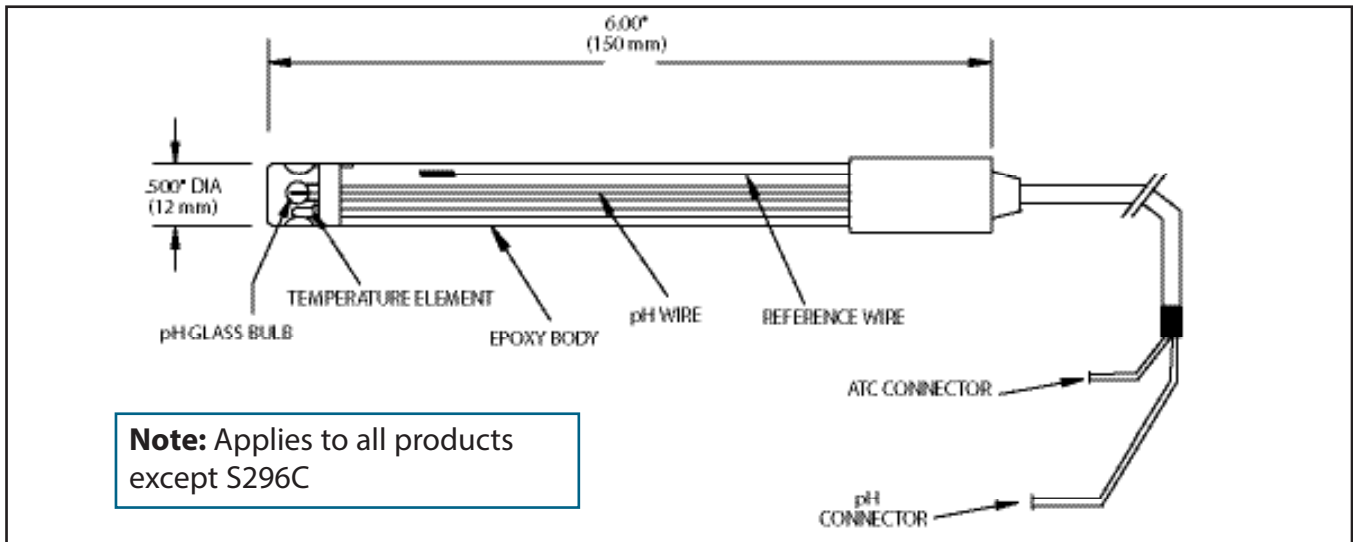 6.00"
(150 mm)
.500" DIA
(12 mm)
TEMPERATURE ELEMENT
pH GLASS BULB
EPOXY BODY
pH WIRE
REFERENCE WIRE
ATC CONNECTOR
pH
CONNECTOR
Note: Applies to all products
except S296C